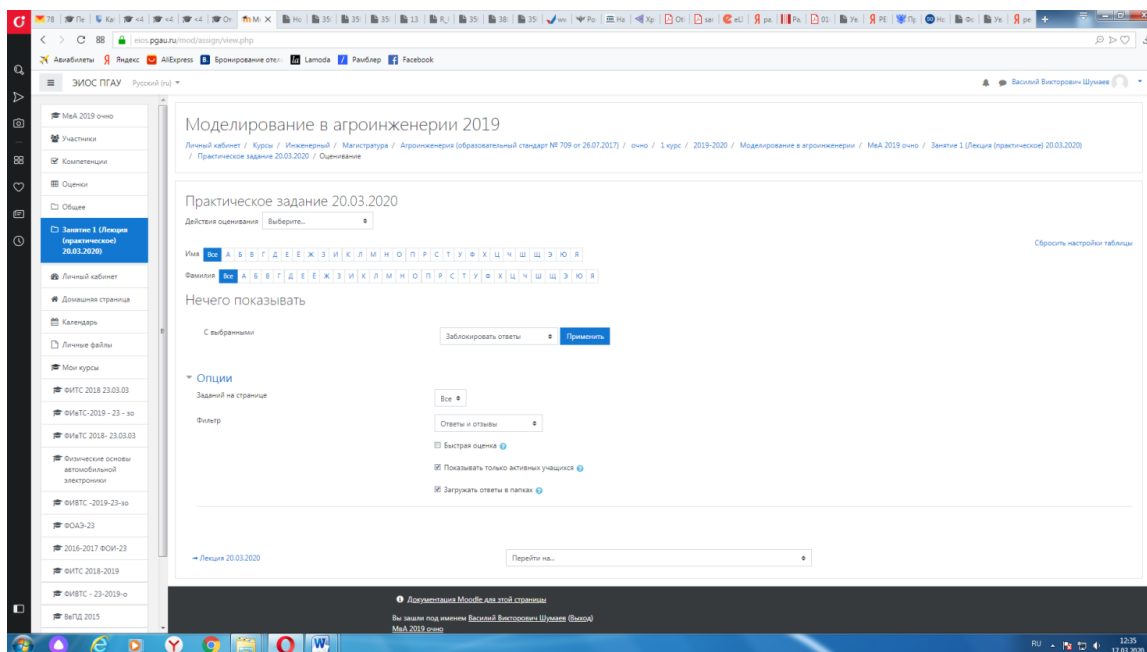 eios.pgau.ru/mod/assign/view.php
Авиабилеты Яндекс AliExpress Бронирование отел Lamoda Рамблер Facebook
ЭИОС ПГАУ Русский (ru)
Василий Викторович Шумаев
МвА 2019 очно
Участники
Компетенции
Оценки
Общее
Занятие 1 (Лекция
(практическое)
20.03.2020)
Личный кабинет
Домашняя страница
Календарь
Личные файлы
Мои курсы
ФИТС 2018 23.03.03
ФИвТС-2019 - 23 - зо
ФИвТС 2018- 23.03.03
Физические основы
автомобильной
электроники
ФИВТС -2019-23-зо
ФОАЭ-23
2016-2017 ФОИ-23
ФИТС 2018-2019
ФИВТС - 23-2019-о
ВвПД 2015
Моделирование в агроинженерии 2019
Личный кабинет / Курсы / Инженерный / Магистратура / Агроинженерия (образовательный стандарт № 709 от 26.07.2017) / очно / 1 курс / 2019-2020 / Моделирование в агроинженерии / МвА 2019 очно / Занятие 1 (Лекция (практическое) 20.03.2020)
/ Практическое задание 20.03.2020 / Оценивание
Практическое задание 20.03.2020
Действия оценивания Выберите...
Сбросить настройки таблицы
Имя Все А Б В Г Д Е Ё Ж З И К Л М Н О П Р С Т У Ф Х Ц Ч Ш Щ Э Ю Я
Фамилия Все А Б В Г Д Е Ё Ж З И К Л М Н О П Р С Т У Ф Х Ц Ч Ш Щ Э Ю Я
Нечего показывать
С выбранными Заблокировать ответы Применить
Опции
Заданий на странице Все
Фильтр Ответы и отзывы
Быстрая оценка
Показывать только активных учащихся
Загружать ответы в папках
→ Лекция 20.03.2020 Перейти на...
Документация Moodle для этой страницы
Вы зашли под именем Василий Викторович Шумаев (Выход)
МвА 2019 очно
RU 12:35
17.03.2020